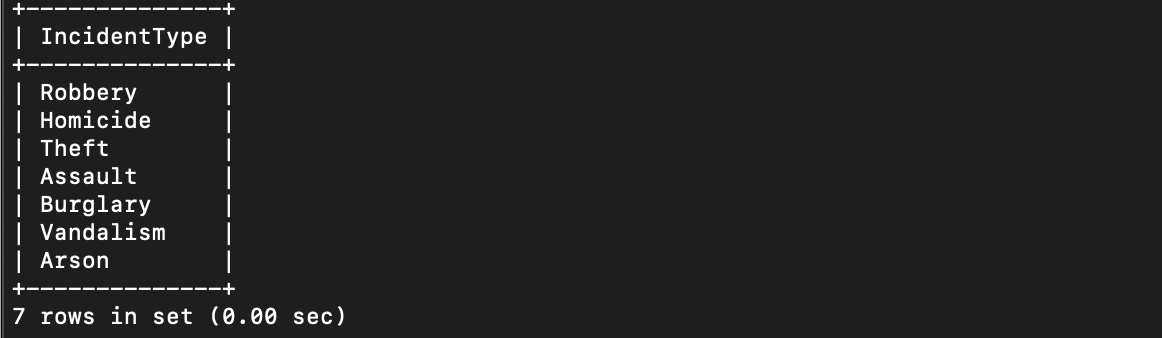 +--------------+
| IncidentType |
+--------------+
| Robbery      |
| Homicide     |
| Theft        |
| Assault      |
| Burglary     |
| Vandalism    |
| Arson        |
+--------------+
7 rows in set (0.00 sec)